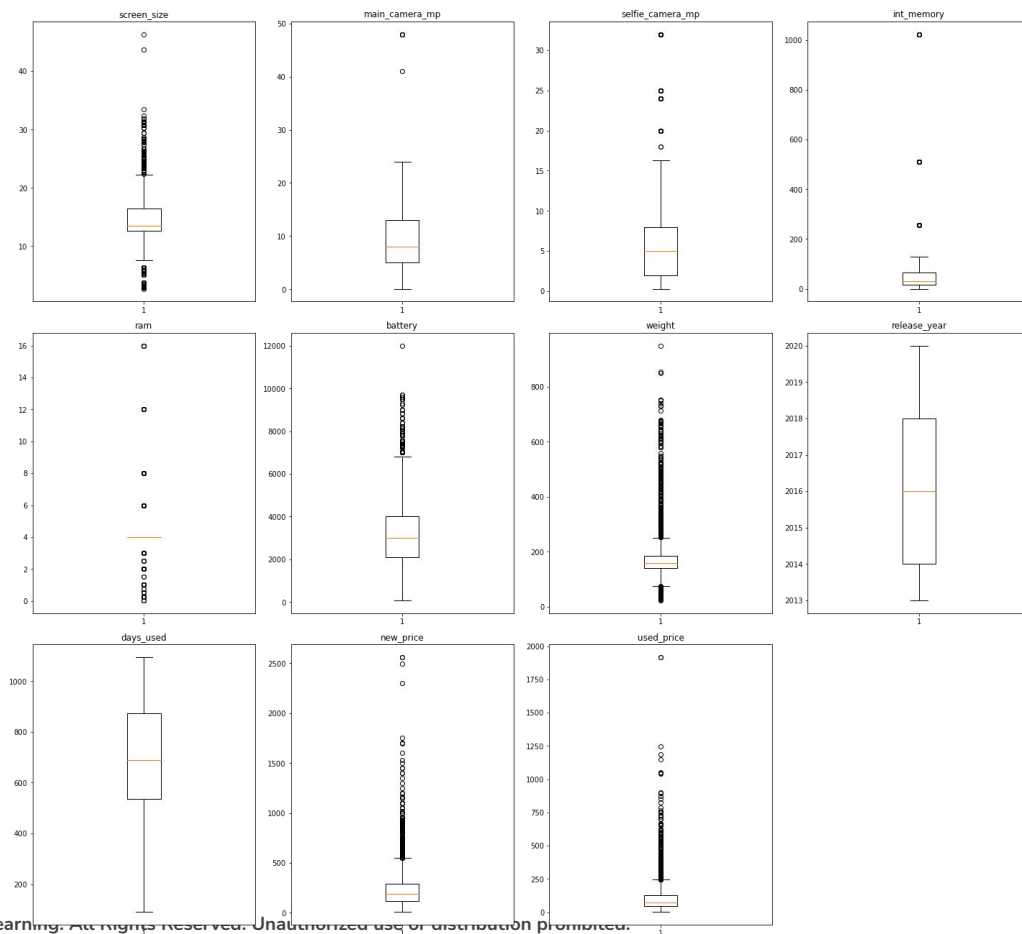 screen_size main_camera_mp selfie_camera_mp int_memory
40 30 20 10 1
50 40 30 20 10 0 1
30 25 20 15 10 5 0 1
1000 800 600 400 200 0 1
ram battery weight release_year
16 14 12 10 8 6 4 2 0 1
12000 10000 8000 6000 4000 2000 0 1
800 600 400 200 0 1
2020 2019 2018 2017 2016 2015 2014 2013 1
days_used new_price used_price
1000 800 600 400 200
2500 2000 1500 1000 500 0 1
2000 1750 1500 1250 1000 750 500 250 0 1
earning. All Rights Reserved. Unauthorized use or distribution prohibited.